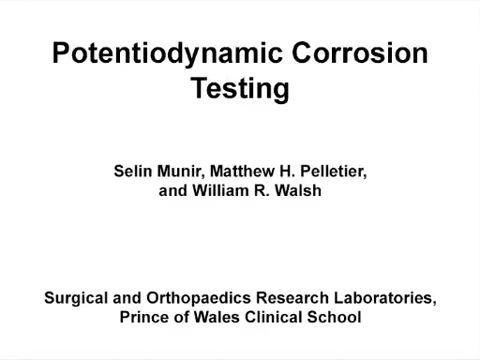 Potentiodynamic Corrosion
Testing
Selin Munir, Matthew H. Pelletier,
and William R. Walsh
Surgical and Orthopaedics Research Laboratories,
Prince of Wales Clinical School